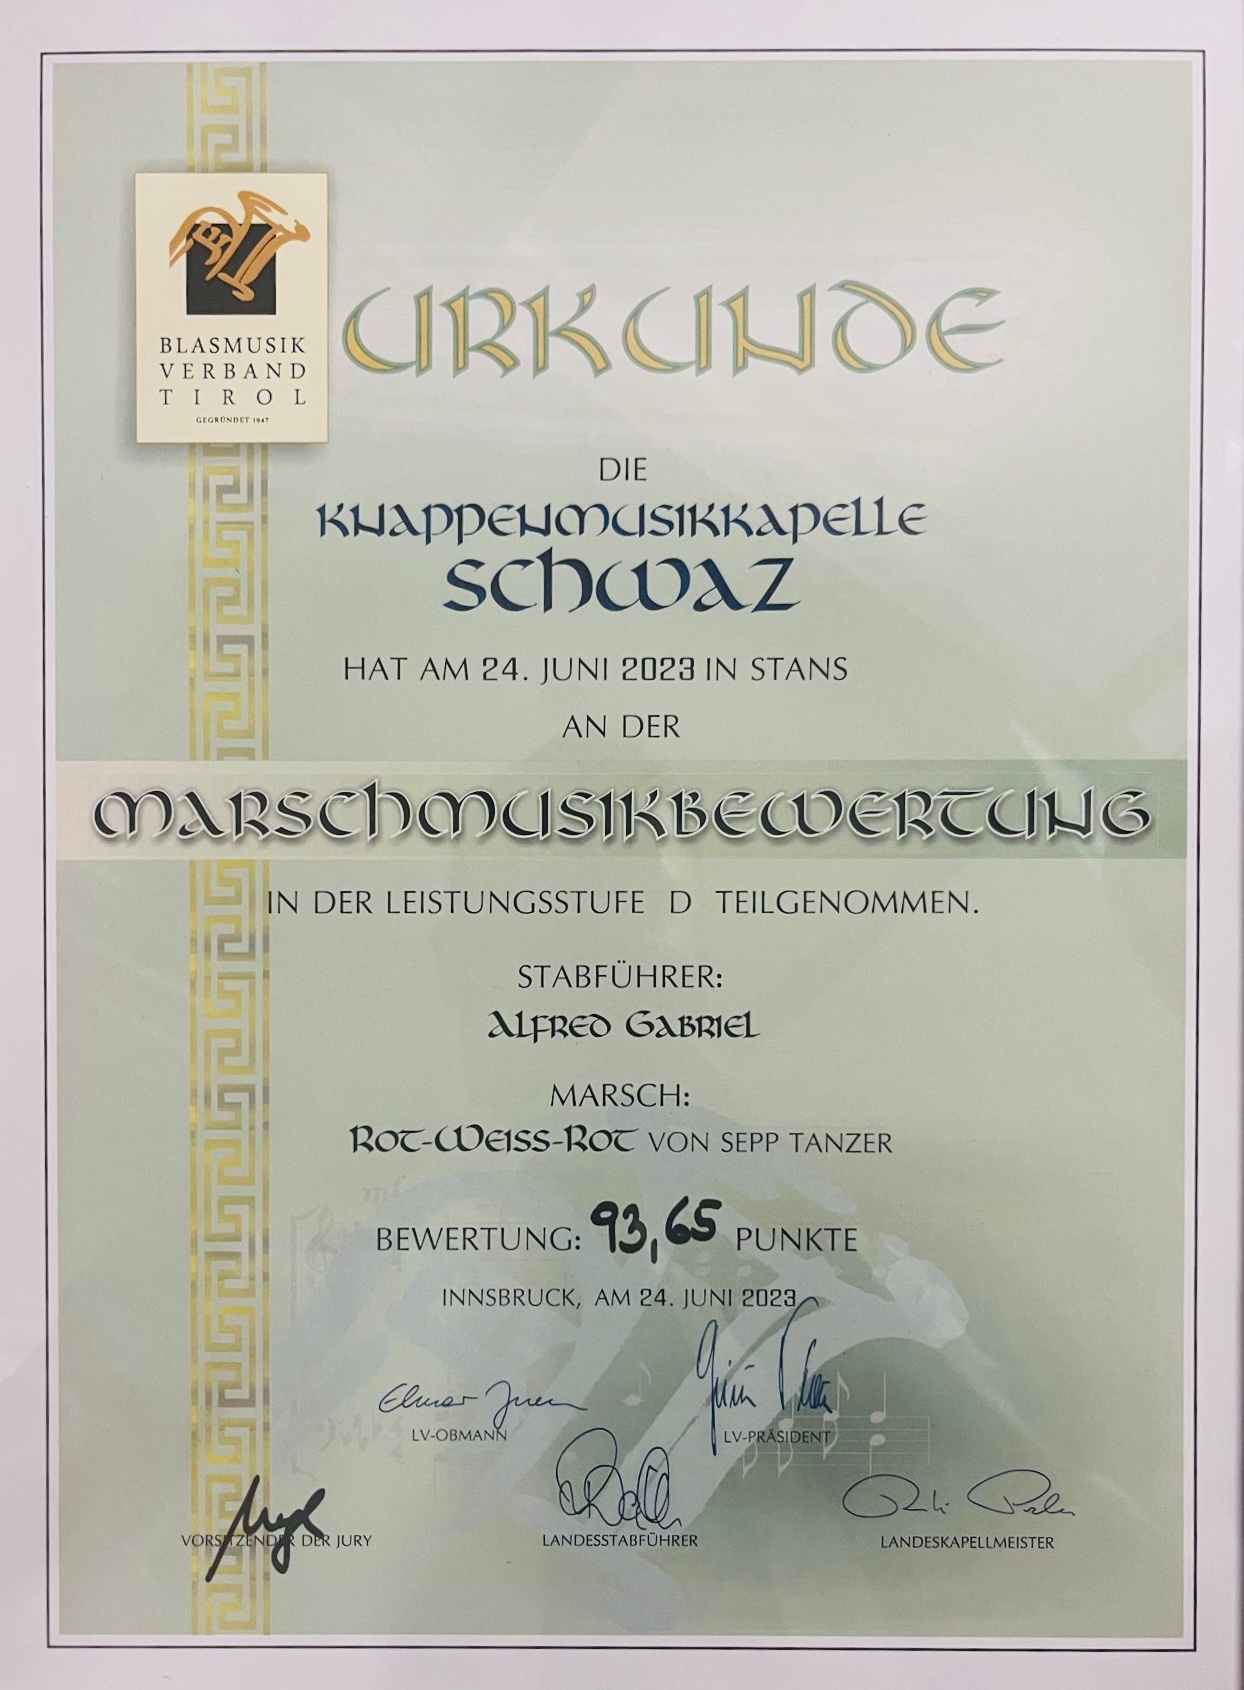 BLASMUSIK
VERBAND
TIROL
GEGRÜNDET 1947
URKUNDE
DIE
KNAPPENMUSIKKAPELLE
SCHWAZ
HAT AM 24. JUNI 2023 IN STANS
AN DER
MARSCHMUSIKBEWERTUNG
IN DER LEISTUNGSSTUFE D TEILGENOMMEN.
STABFÜHRER:
ALFRED GABRIEL
MARSCH:
ROT-WEISS-ROT VON SEPP TANZER
mf
BEWERTUNG: 93,65 PUNKTE
INNSBRUCK, AM 24. JUNI 2023
Elmar
LV-OBMANN
LV-PRÄSIDENT
VORSITZENDER DER JURY
LANDESSTABFÜHRER
LANDESKAPELLMEISTER